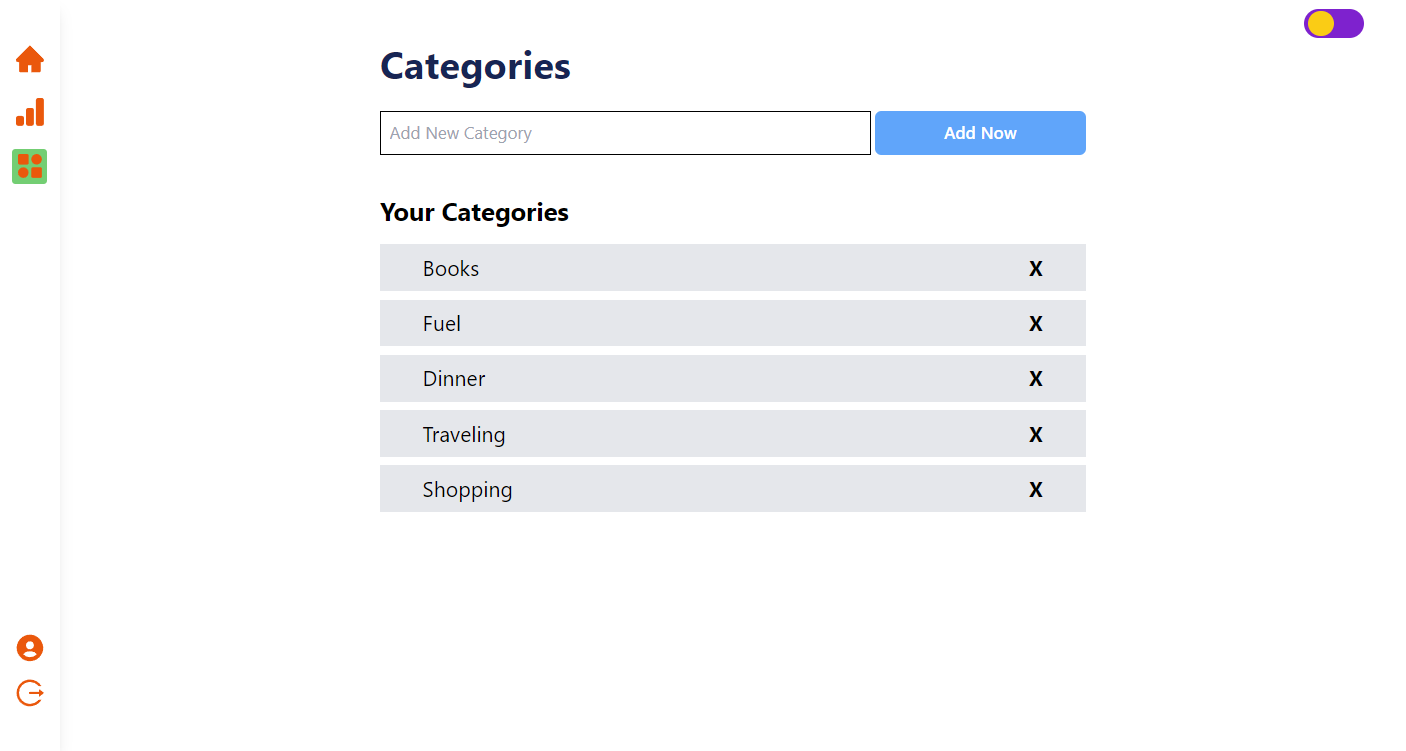 Categories
Add New Category
Add Now
Your Categories
Books X
Fuel X
Dinner X
Traveling X
Shopping X